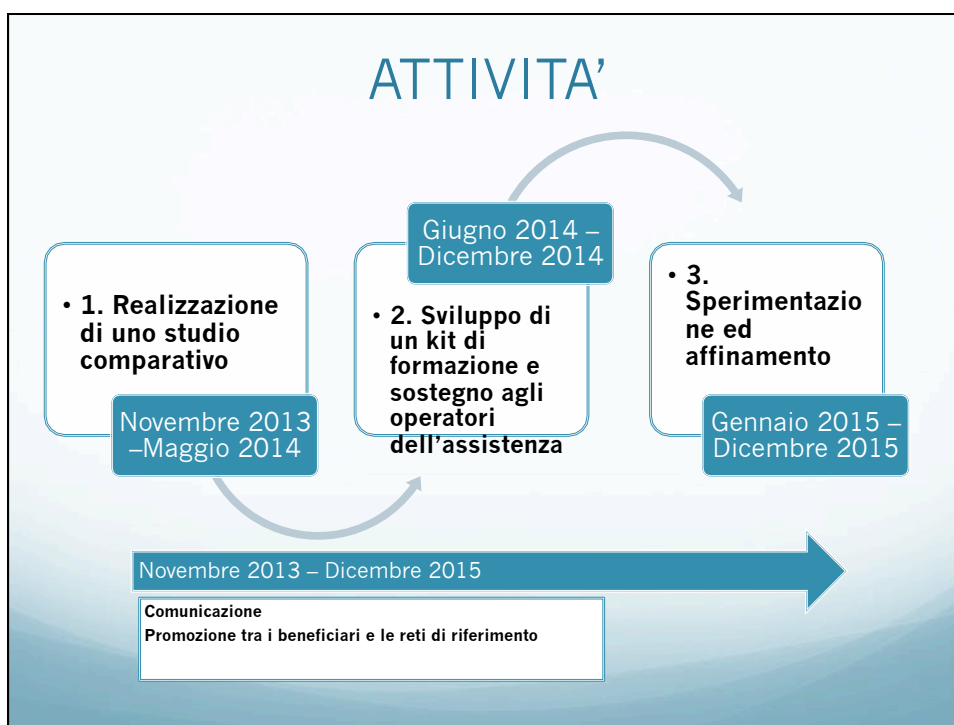 ATTIVITA’
• 1. Realizzazione
di uno studio
comparativo
Novembre 2013
–Maggio 2014
Giugno 2014 –
Dicembre 2014
• 2. Sviluppo di
un kit di
formazione e
sostegno agli
operatori
dell’assistenza
• 3.
Sperimentazio
ne ed
affinamento
Gennaio 2015 –
Dicembre 2015
Novembre 2013 – Dicembre 2015
Comunicazione
Promozione tra i beneficiari e le reti di riferimento